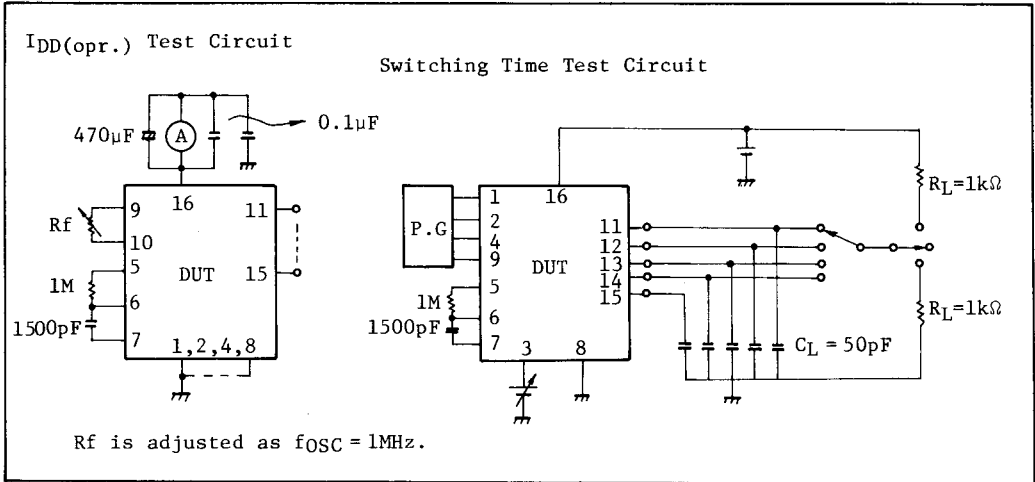 IDD(opr.) Test Circuit
Switching Time Test Circuit
470μF
A
0.1μF
16
9
11
Rf
10
5
DUT
15
1M
6
1500pF
7
1,2,4,8
Rf is adjusted as fOSC = 1MHz.
16
RL=1kΩ
P.G
1
2
4
9
11
12
13
14
15
DUT
5
1M
6
1500pF
7
3
8
RL=1kΩ
CL = 50pF